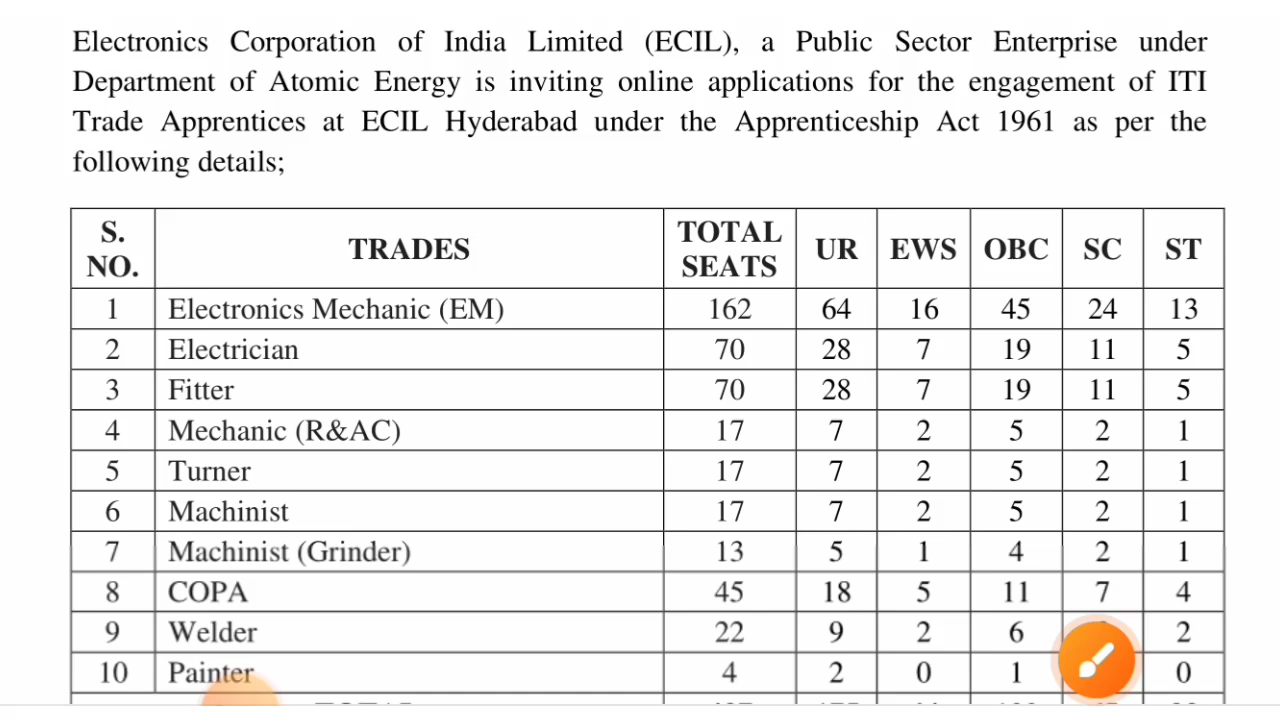 Electronics Corporation of India Limited (ECIL), a Public Sector Enterprise under
Department of Atomic Energy is inviting online applications for the engagement of ITI
Trade Apprentices at ECIL Hyderabad under the Apprenticeship Act 1961 as per the
following details;
S. NO. TRADES TOTAL SEATS UR EWS OBC SC ST
1 Electronics Mechanic (EM) 162 64 16 45 24 13
2 Electrician 70 28 7 19 11 5
3 Fitter 70 28 7 19 11 5
4 Mechanic (R&AC) 17 7 2 5 2 1
5 Turner 17 7 2 5 2 1
6 Machinist 17 7 2 5 2 1
7 Machinist (Grinder) 13 5 1 4 2 1
8 COPA 45 18 5 11 7 4
9 Welder 22 9 2 6 2
10 Painter 4 2 0 1 0